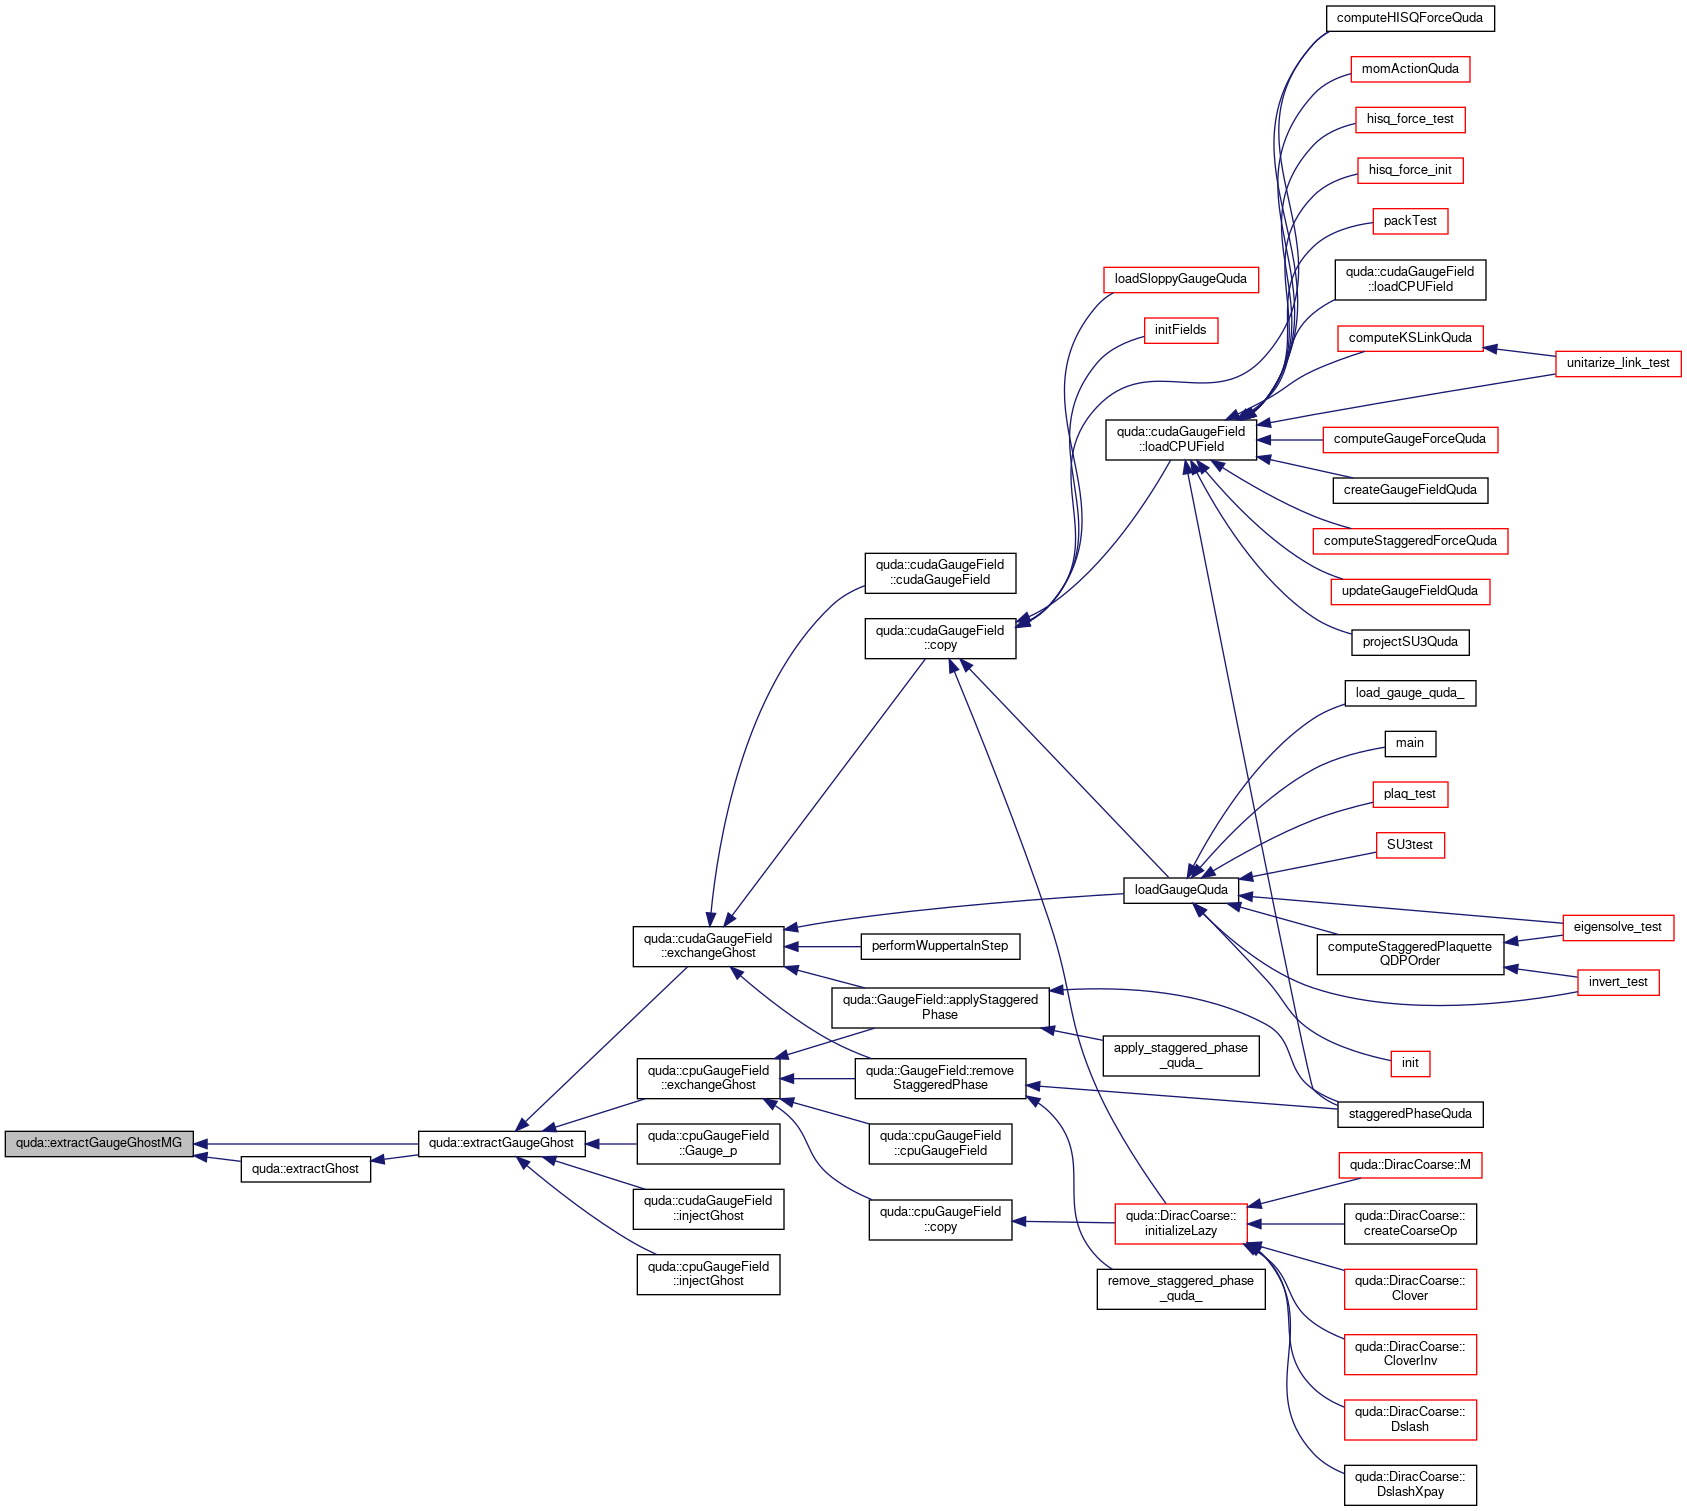 computeHISQForceQuda
momActionQuda
hisq_force_test
hisq_force_init
packTest
quda::cudaGaugeField
::loadCPUField
loadSloppyGaugeQuda
initFields
computeKSLinkQuda
unitarize_link_test
quda::cudaGaugeField
::loadCPUField
computeGaugeForceQuda
createGaugeFieldQuda
computeStaggeredForceQuda
updateGaugeFieldQuda
projectSU3Quda
quda::cudaGaugeField
::cudaGaugeField
quda::cudaGaugeField
::copy
load_gauge_quda_
main
plaq_test
SU3test
loadGaugeQuda
eigensolve_test
computeStaggeredPlaquette
QDPOrder
invert_test
init
quda::cudaGaugeField
::exchangeGhost
performWuppertalnStep
quda::GaugeField::applyStaggered
Phase
apply_staggered_phase
_quda_
quda::cpuGaugeField
::exchangeGhost
quda::GaugeField::remove
StaggeredPhase
staggeredPhaseQuda
quda::extractGaugeGhostMG
quda::extractGhost
quda::extractGaugeGhost
quda::cpuGaugeField
::Gauge_p
quda::cpuGaugeField
::cpuGaugeField
quda::cudaGaugeField
::injectGhost
quda::cpuGaugeField
::copy
quda::cpuGaugeField
::injectGhost
quda::DiracCoarse::
initializeLazy
remove_staggered_phase
_quda_
quda::DiracCoarse::M
quda::DiracCoarse::
createCoarseOp
quda::DiracCoarse::
Clover
quda::DiracCoarse::
CloverInv
quda::DiracCoarse::
Dslash
quda::DiracCoarse::
DslashXpay